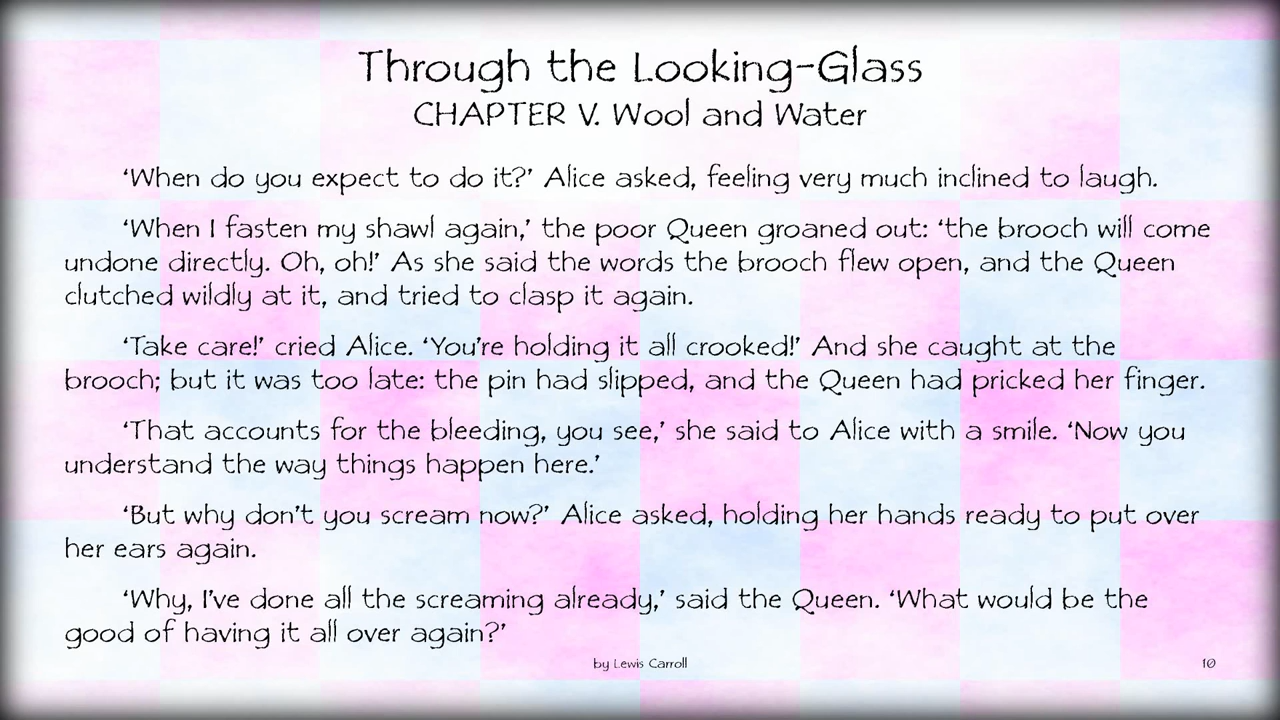 Through the Looking-Glass
CHAPTER V. Wool and Water
‘When do you expect to do it?’ Alice asked, feeling very much inclined to laugh.
‘When I fasten my shawl again,’ the poor Queen groaned out: ‘the brooch will come
undone directly. Oh, oh!’ As she said the words the brooch flew open, and the Queen
clutched wildly at it, and tried to clasp it again.
‘Take care!’ cried Alice. ‘You’re holding it all crooked!’ And she caught at the
brooch; but it was too late: the pin had slipped, and the Queen had pricked her finger.
‘That accounts for the bleeding, you see,’ she said to Alice with a smile. ‘Now you
understand the way things happen here.’
‘But why don’t you scream now?’ Alice asked, holding her hands ready to put over
her ears again.
‘Why, I’ve done all the screaming already,’ said the Queen. ‘What would be the
good of having it all over again?’
by Lewis Carroll
10